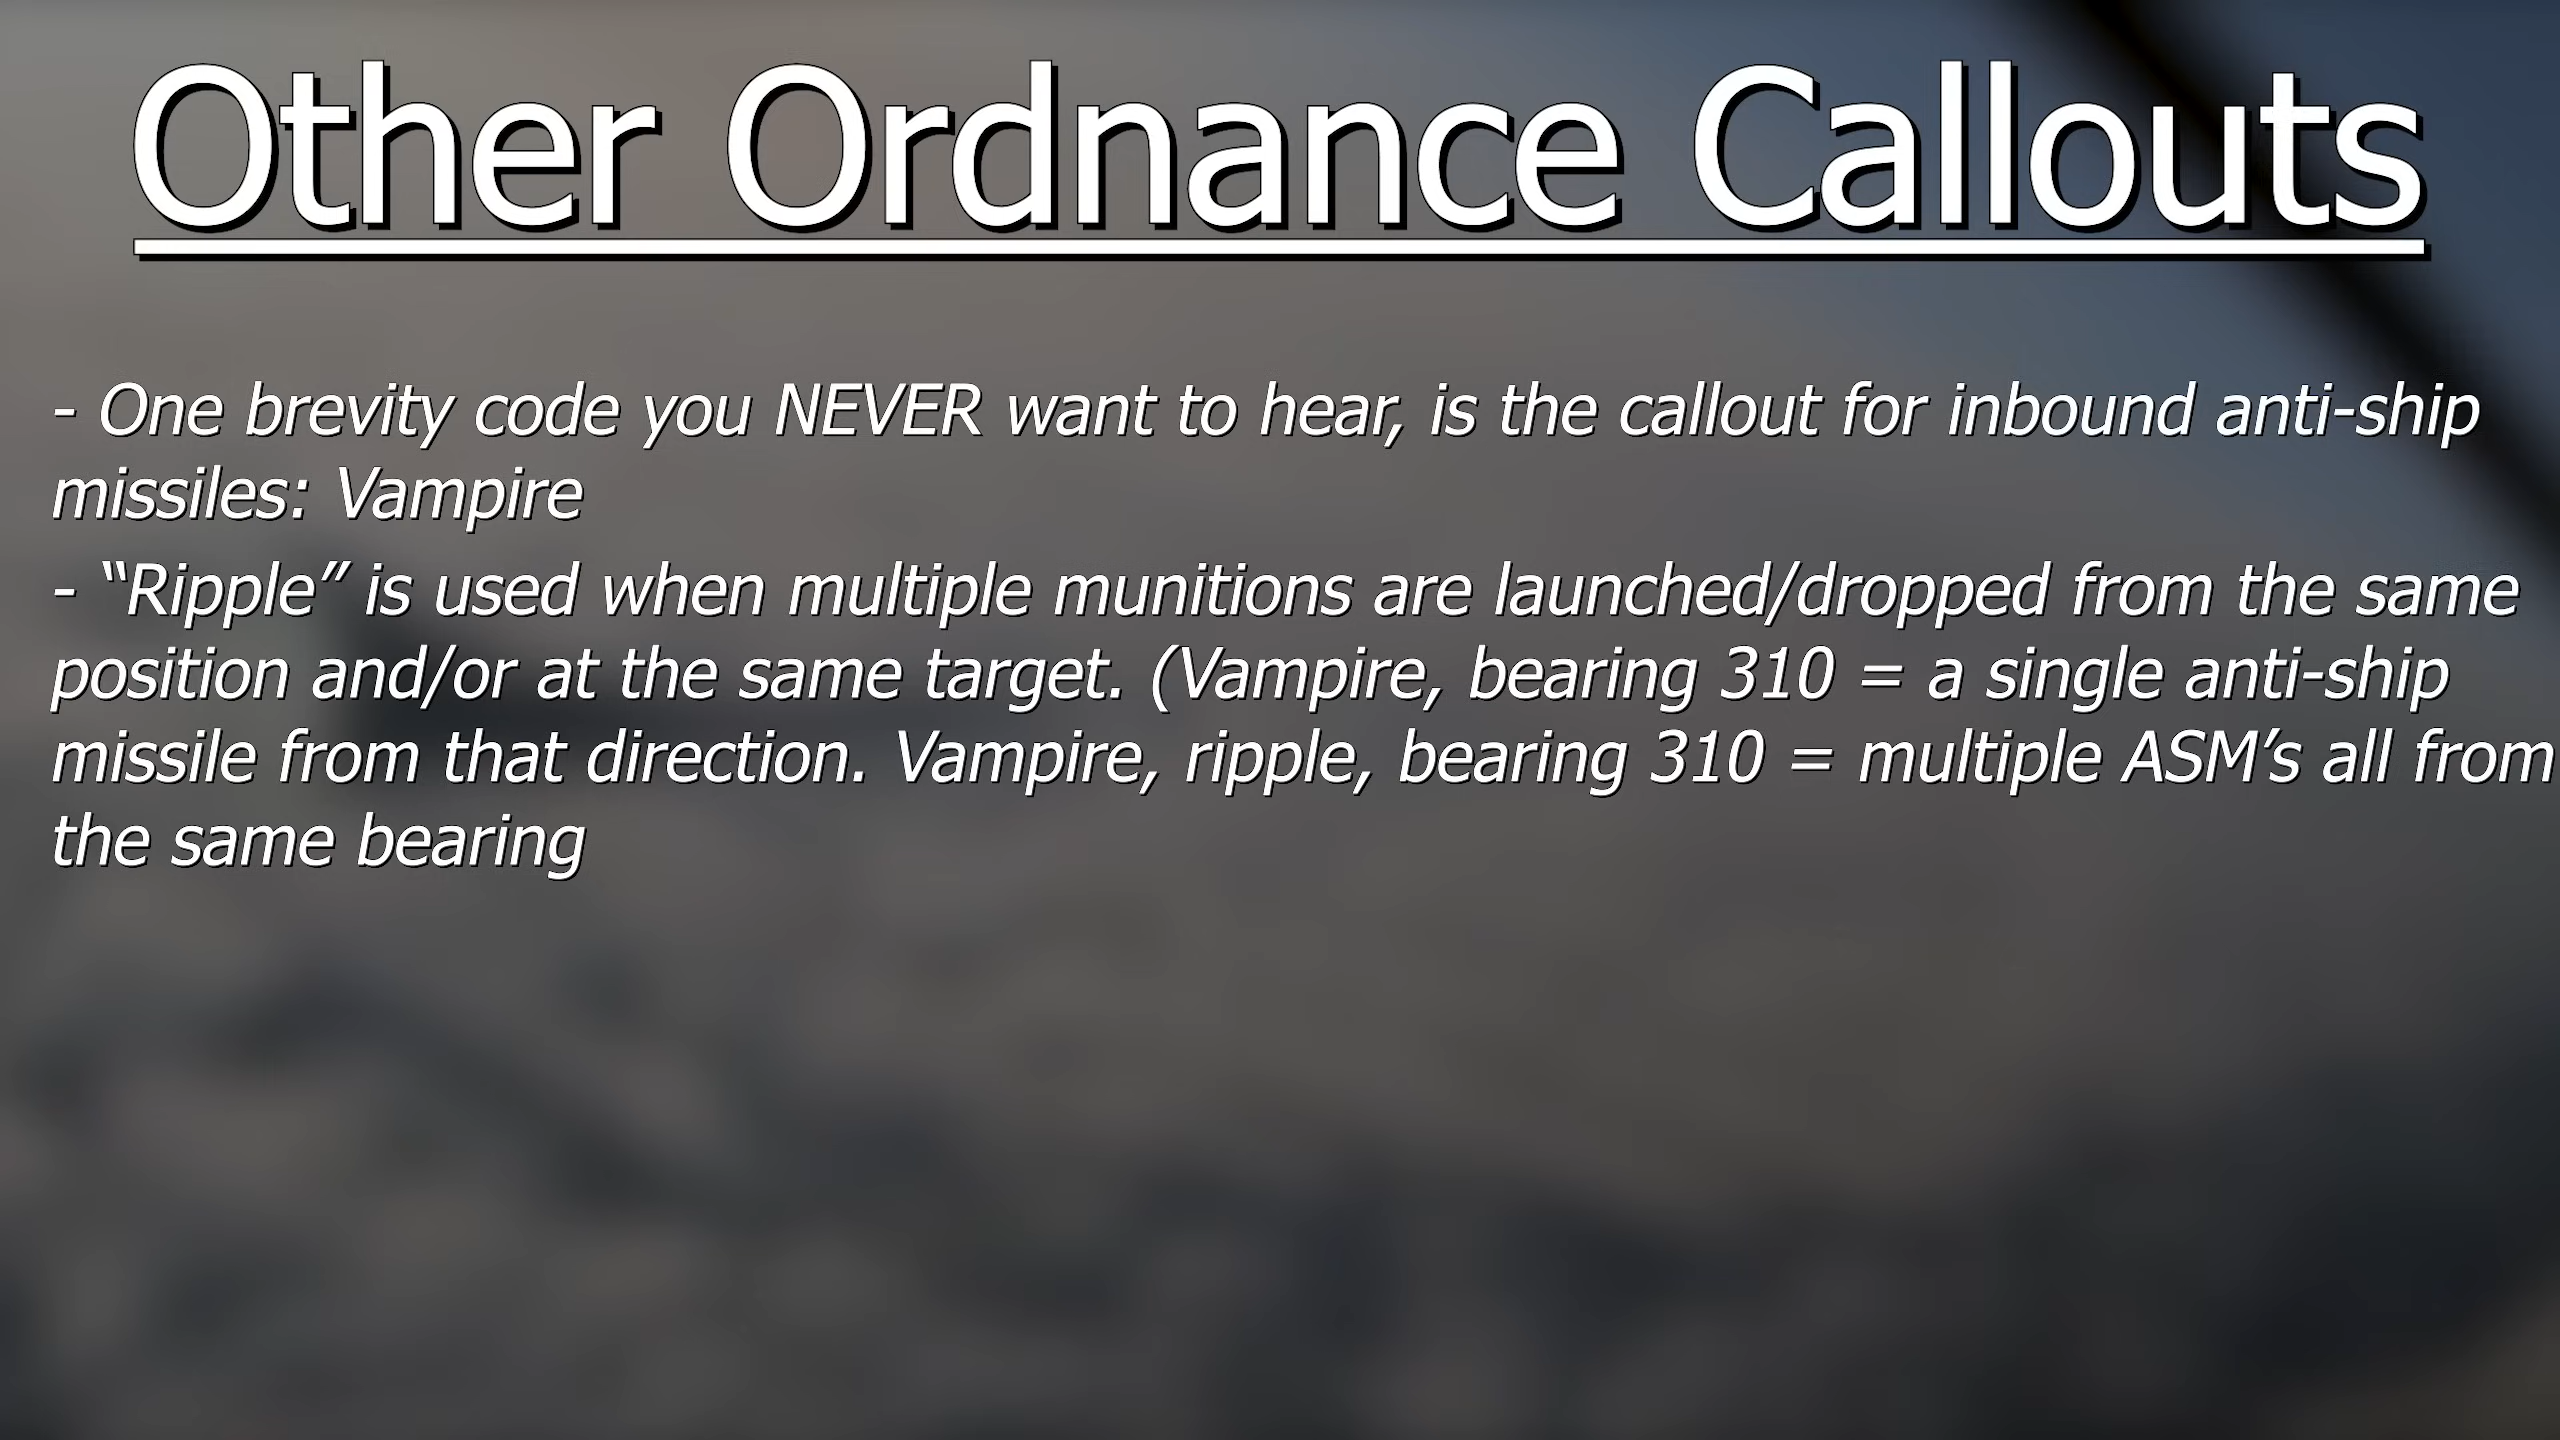 Other Ordnance Callouts
- One brevity code you NEVER want to hear, is the callout for inbound anti-ship
missiles: Vampire
- “Ripple” is used when multiple munitions are launched/dropped from the same
position and/or at the same target. (Vampire, bearing 310 = a single anti-ship
missile from that direction. Vampire, ripple, bearing 310 = multiple ASM’s all from
the same bearing